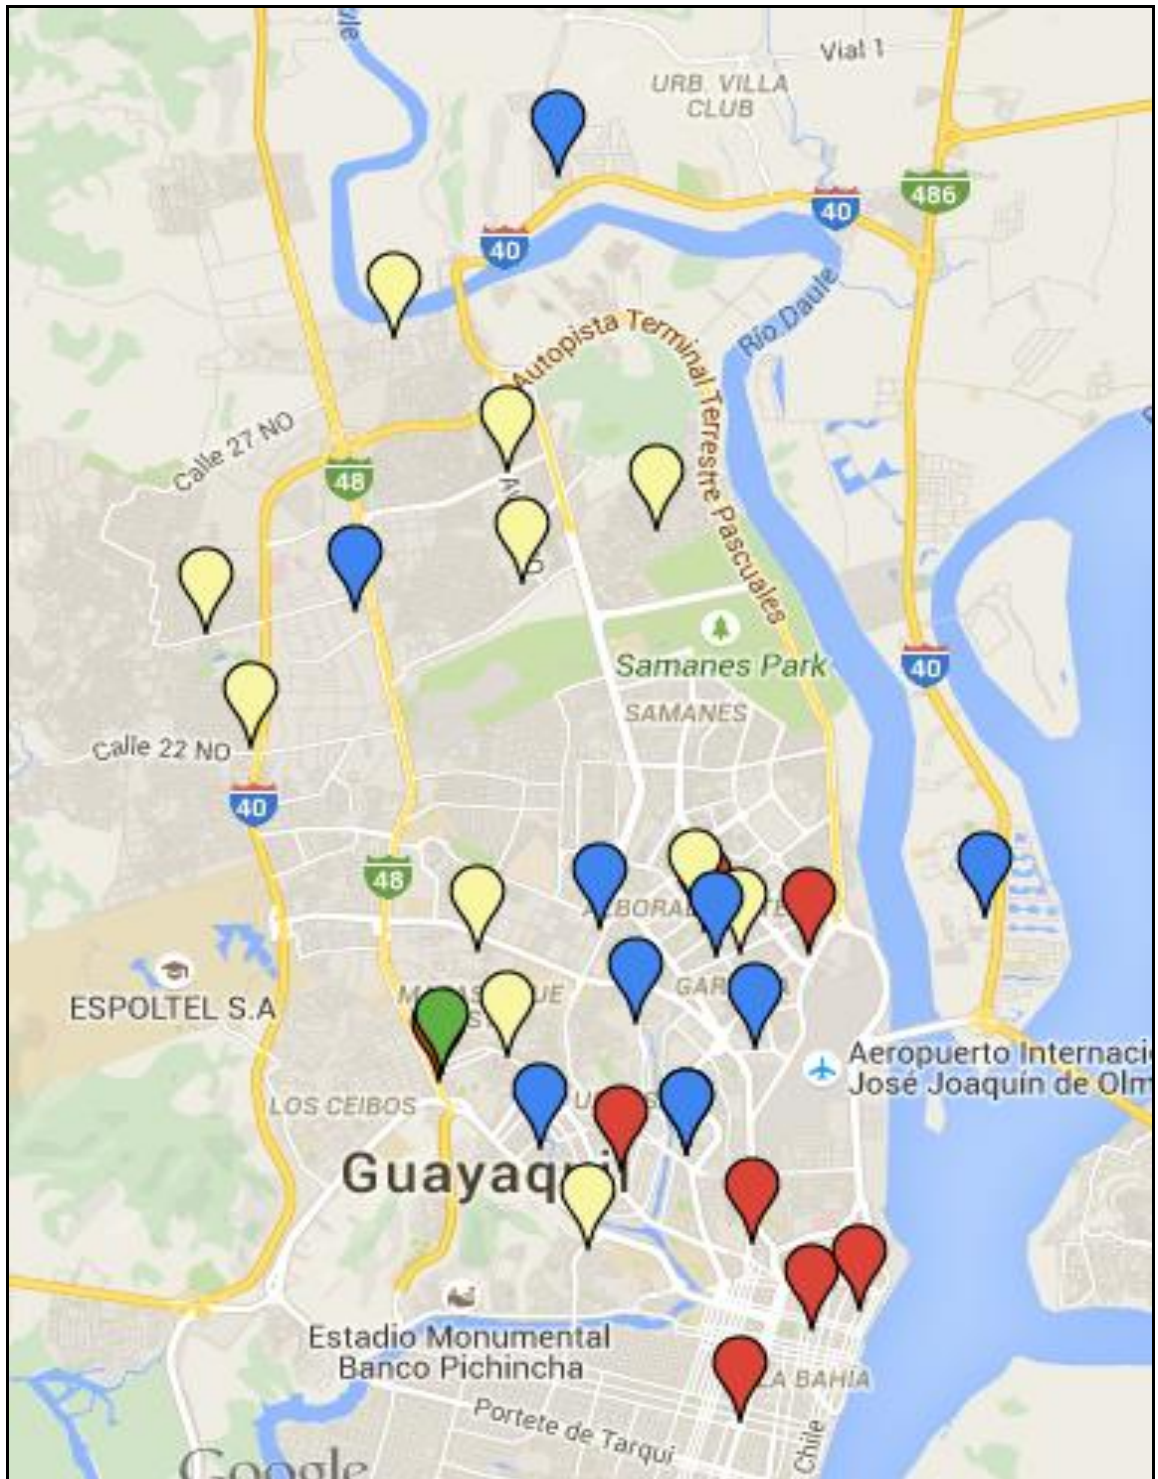 Vial 1
URB. VILLA
CLUB
486
40
40
Río Daule
Autopista Terminal Terrestre Pascuales
Calle 27 NO
48
Samanes Park
40
SAMANES
Calle 22 NO
40
48
ESPOLTEL S.A
Aeropuerto Internaci
José Joaquín de Olm
LOS CEIBOS
Guayaquil
Estadio Monumental
Banco Pichincha
LA BAHIA
Portete de Tarqui
Chile
Google